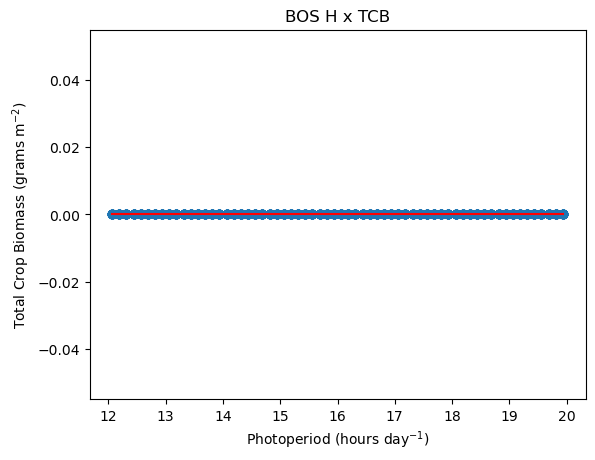 BOS H x TCB
Total Crop Biomass (grams m⁻²)
0.04
0.02
0.00
−0.02
−0.04
12 13 14 15 16 17 18 19 20
Photoperiod (hours day⁻¹)